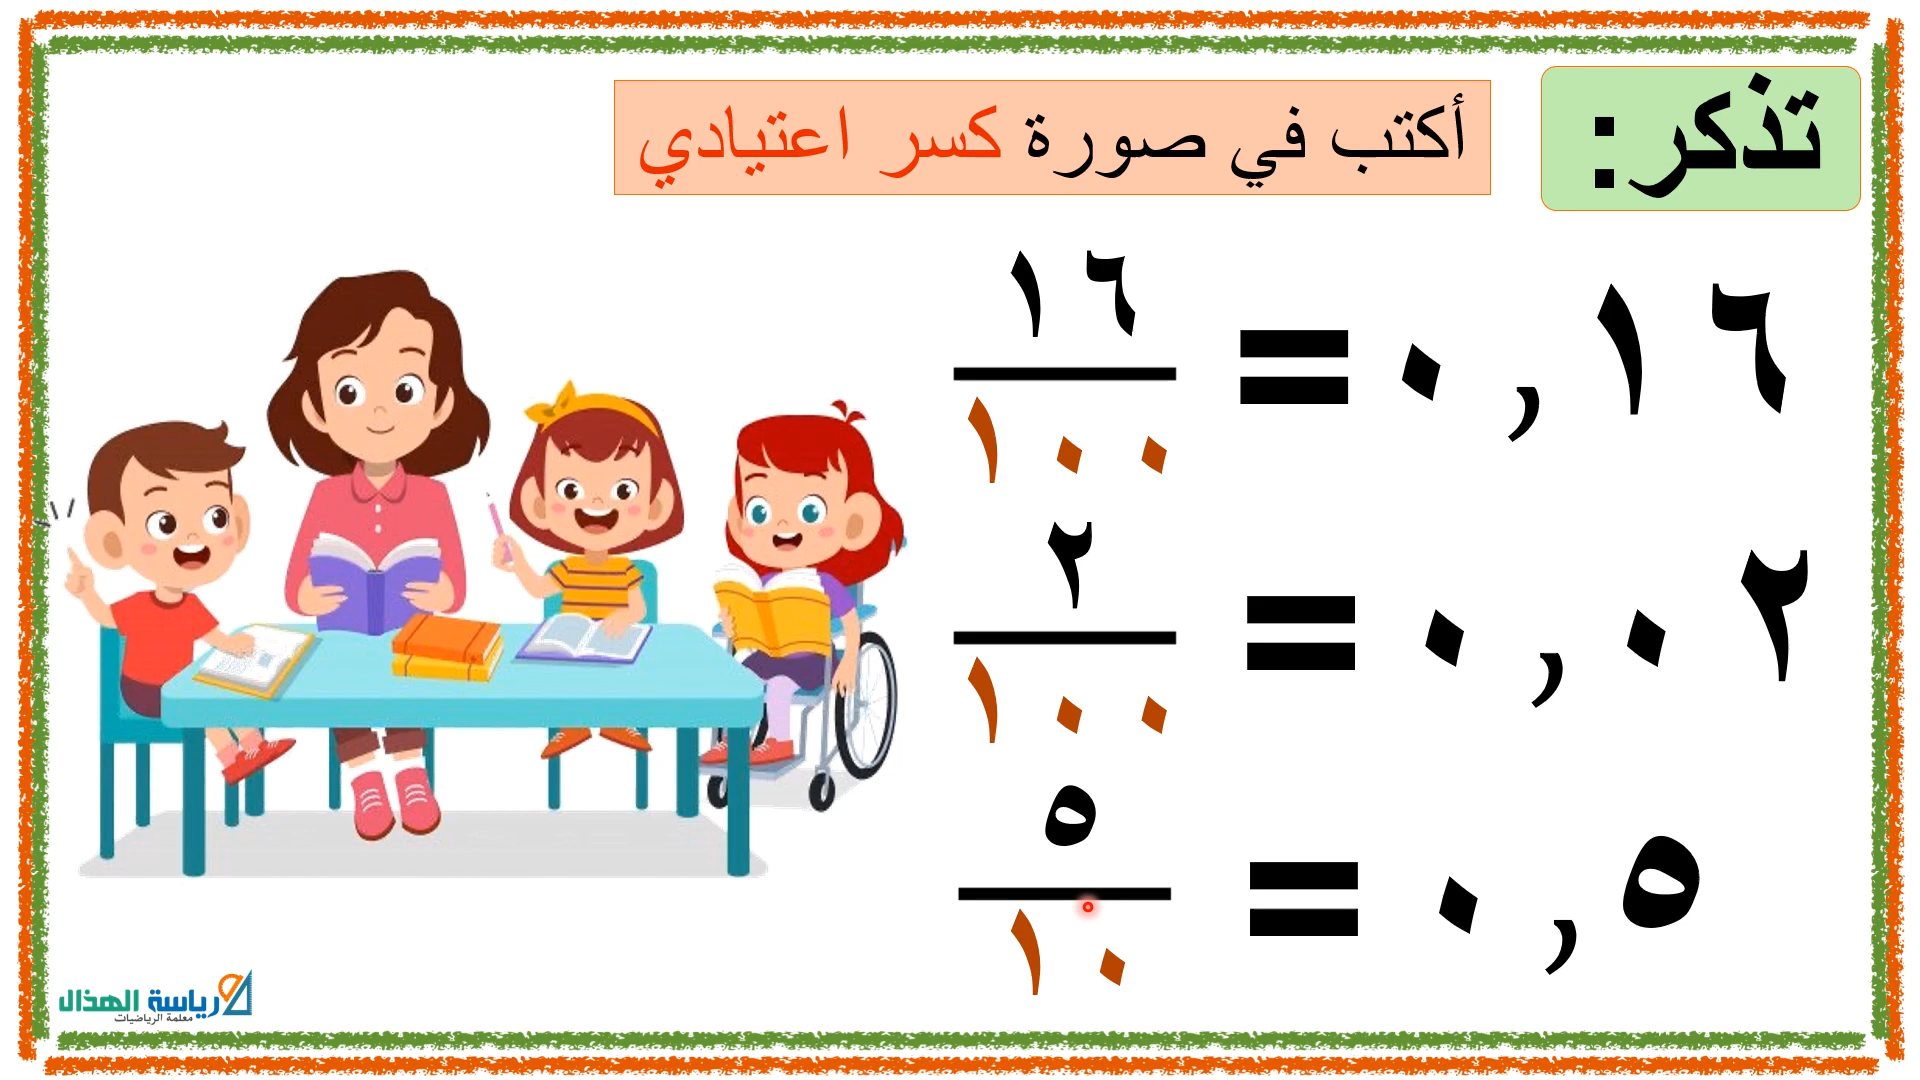 تذكر:
أكتب في صورة كسر اعتيادي
٠,١٦ = ١٦/١٠٠
٠,٠٢ = ٢/١٠٠
٠,٥ = ٥/١٠
رياسة الهذال
معلمة الرياضيات